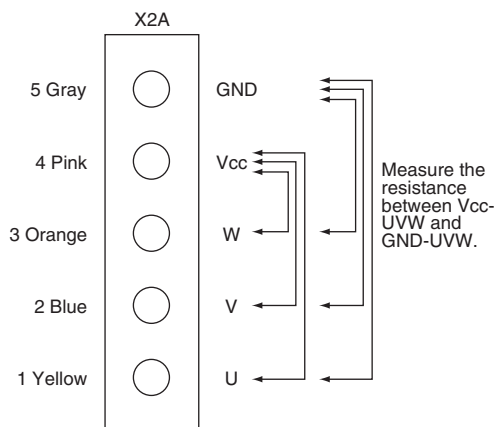 X2A
5 Gray GND
4 Pink Vcc
3 Orange W
2 Blue V
1 Yellow U
Measure the
resistance
between Vcc-
UVW and
GND-UVW.